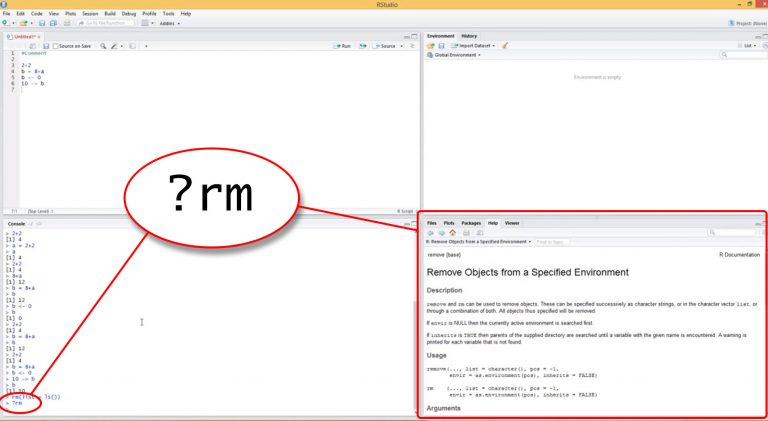 RStudio
File Edit Code View Plots Session Build Debug Profile Tools Help
Go to file/function Addins
Project: (None)
Untitled1*
Source on Save Run Source
1 #Comment
2
3 2+2
4 b = 8+a
5 b <- 0
6 10 -> b
7
7:1 (Top Level) R Script
Environment History
Import Dataset List
Global Environment
Environment is empty
?rm
Console ~/
> 2+2
[1] 4
> a = 2+2
> a
[1] 4
[1] 12
> 2+2
[1] 4
> 8+a
[1] 12
> b = 8+a
> b
[1] 12
> b <- 0
> b
[1] 0
> 2+2
[1] 4
> b = 8+a
> b
[1] 12
> 2+2
[1] 4
> b = 8+a
> b <- 0
> 10 -> b
> b
[1] 10
> rm(list = ls())
> ?rm
Files Plots Packages Help Viewer
R: Remove Objects from a Specified Environment Find in Topic
remove {base} R Documentation
Remove Objects from a Specified Environment
Description
remove and rm can be used to remove objects. These can be specified successively as character strings, or in the character vector list, or
through a combination of both. All objects thus specified will be removed.
If envir is NULL then the currently active environment is searched first.
If inherits is TRUE then parents of the supplied directory are searched until a variable with the given name is encountered. A warning is
printed for each variable that is not found.
Usage
remove(..., list = character(), pos = -1,
envir = as.environment(pos), inherits = FALSE)
rm (..., list = character(), pos = -1,
envir = as.environment(pos), inherits = FALSE)
Arguments